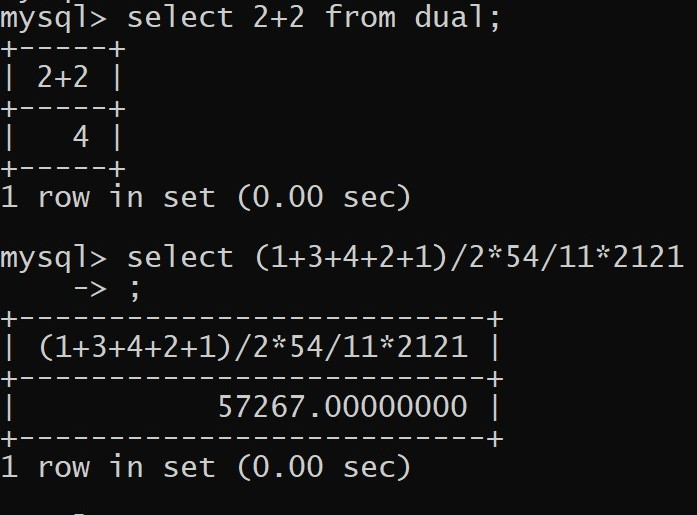 mysql> select 2+2 from dual;
+-----+
| 2+2 |
+-----+
|   4 |
+-----+
1 row in set (0.00 sec)

mysql> select (1+3+4+2+1)/2*54/11*2121
    -> ;
+--------------------------+
| (1+3+4+2+1)/2*54/11*2121 |
+--------------------------+
|           57267.00000000 |
+--------------------------+
1 row in set (0.00 sec)